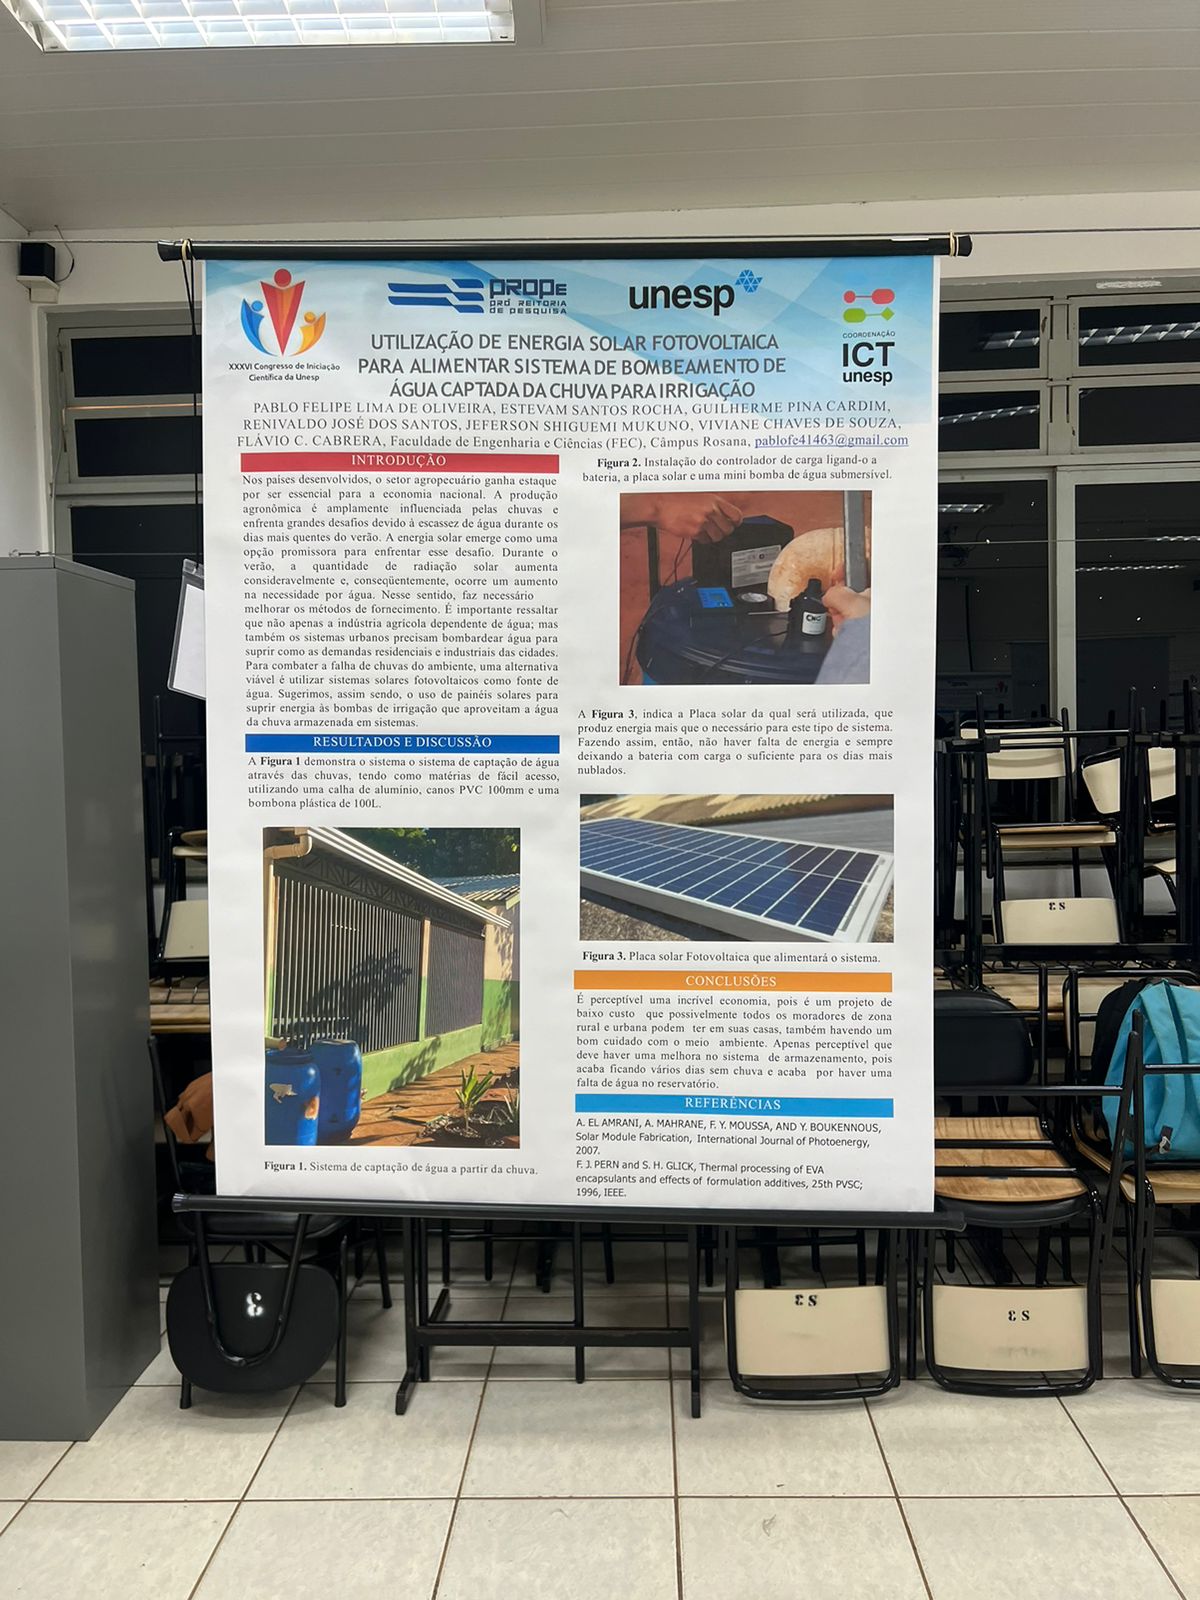 XXXVI Congresso de Iniciação
Científica da Unesp
PROPe
PRÓ REITORIA
DE PESQUISA
unesp
COORDENAÇÃO
ICT
unesp
UTILIZAÇÃO DE ENERGIA SOLAR FOTOVOLTAICA
PARA ALIMENTAR SISTEMA DE BOMBEAMENTO DE
ÁGUA CAPTADA DA CHUVA PARA IRRIGAÇÃO
PABLO FELIPE LIMA DE OLIVEIRA, ESTEVAM SANTOS ROCHA, GUILHERME PINA CARDIM,
RENIVALDO JOSÉ DOS SANTOS, JEFERSON SHIGUEMI MUKUNO, VIVIANE CHAVES DE SOUZA,
FLÁVIO C. CABRERA, Faculdade de Engenharia e Ciências (FEC), Câmpus Rosana, pablofe41463@gmail.com
INTRODUÇÃO
Nos países desenvolvidos, o setor agropecuário ganha estaque
por ser essencial para a economia nacional. A produção
agronômica é amplamente influenciada pelas chuvas e
enfrenta grandes desafios devido à escassez de água durante os
dias mais quentes do verão. A energia solar emerge como uma
opção promissora para enfrentar esse desafio. Durante o
verão, a quantidade de radiação solar aumenta
consideravelmente e, conseqüentemente, ocorre um aumento
na necessidade por água. Nesse sentido, faz necessário
melhorar os métodos de fornecimento. É importante ressaltar
que não apenas a indústria agrícola dependente de água; mas
também os sistemas urbanos precisam bombardear água para
suprir como as demandas residenciais e industriais das cidades.
Para combater a falha de chuvas do ambiente, uma alternativa
viável é utilizar sistemas solares fotovoltaicos como fonte de
água. Sugerimos, assim sendo, o uso de painéis solares para
suprir energia às bombas de irrigação que aproveitam a água
da chuva armazenada em sistemas.
RESULTADOS E DISCUSSÃO
A Figura 1 demonstra o sistema o sistema de captação de água
através das chuvas, tendo como matérias de fácil acesso,
utilizando uma calha de alumínio, canos PVC 100mm e uma
bombona plástica de 100L.
Figura 1. Sistema de captação de água a partir da chuva.
Figura 2. Instalação do controlador de carga ligand-o a
bateria, a placa solar e uma mini bomba de água submersível.
A Figura 3, indica a Placa solar da qual será utilizada, que
produz energia mais que o necessário para este tipo de sistema.
Fazendo assim, então, não haver falta de energia e sempre
deixando a bateria com carga o suficiente para os dias mais
nublados.
Figura 3. Placa solar Fotovoltaica que alimentará o sistema.
CONCLUSÕES
É perceptível uma incrível economia, pois é um projeto de
baixo custo que possivelmente todos os moradores de zona
rural e urbana podem ter em suas casas, também havendo um
bom cuidado com o meio ambiente. Apenas perceptível que
deve haver uma melhora no sistema de armazenamento, pois
acaba ficando vários dias sem chuva e acaba por haver uma
falta de água no reservatório.
REFERÊNCIAS
A. EL AMRANI, A. MAHRANE, F. Y. MOUSSA, AND Y. BOUKENNOUS,
Solar Module Fabrication, International Journal of Photoenergy,
2007.
F. J. PERN and S. H. GLICK, Thermal processing of EVA
encapsulants and effects of formulation additives, 25th PVSC;
1996, IEEE.
S 3
3
S 3
S 3